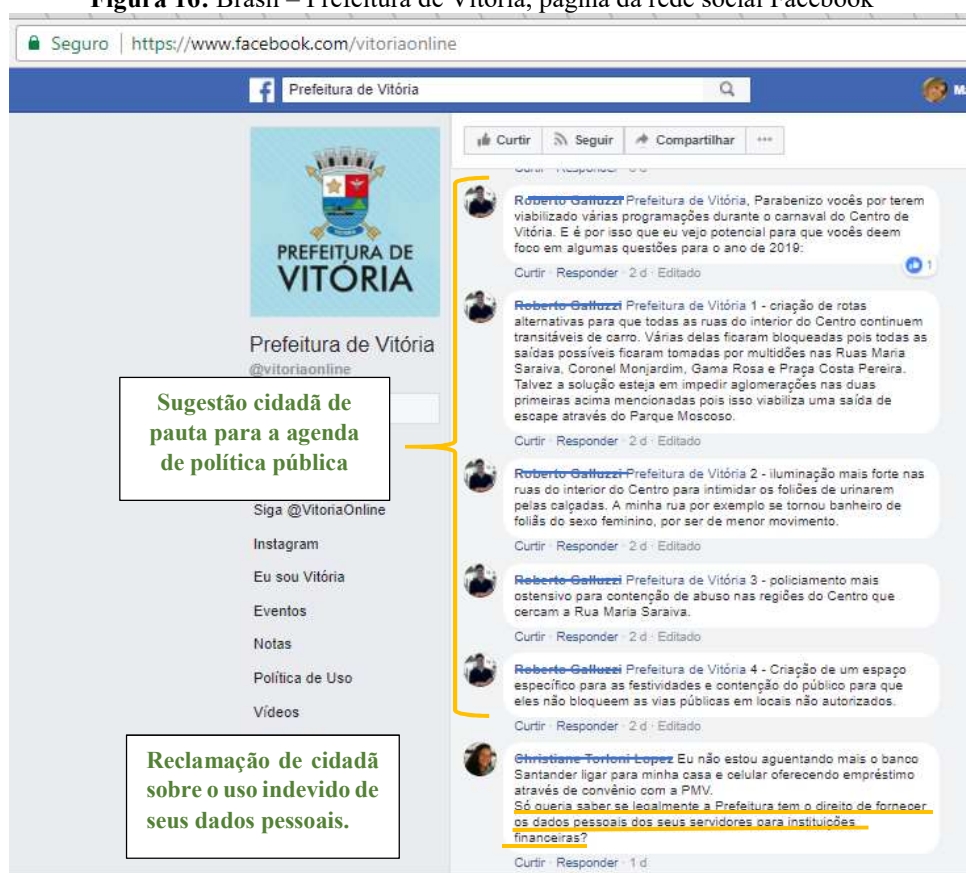 Figura 16: Brasil – Prefeitura de Vitória, página da rede social Facebook
Seguro | https://www.facebook.com/vitoriaonline
Prefeitura de Vitória
PREFEITURA DE
VITÓRIA
Prefeitura de Vitória
@vitoriaonline
Sugestão cidadã de
pauta para a agenda
de política pública
Siga @VitoriaOnline
Instagram
Eu sou Vitória
Eventos
Notas
Política de Uso
Vídeos
Reclamação de cidadã
sobre o uso indevido de
seus dados pessoais.
Curtir Seguir Compartilhar ...
Curtir · Responder
Roberto Galluzzi Prefeitura de Vitória, Parabenizo vocês por terem
viabilizado várias programações durante o carnaval do Centro de
Vitória. E é por isso que eu vejo potencial para que vocês deem
foco em algumas questões para o ano de 2019:
1
Curtir · Responder · 2 d · Editado
Roberto Galluzzi Prefeitura de Vitória 1 - criação de rotas
alternativas para que todas as ruas do interior do Centro continuem
transitáveis de carro. Várias delas ficaram bloqueadas pois todas as
saídas possíveis ficaram tomadas por multidões nas Ruas Maria
Saraiva, Coronel Monjardim, Gama Rosa e Praça Costa Pereira.
Talvez a solução esteja em impedir aglomerações nas duas
primeiras acima mencionadas pois isso viabiliza uma saída de
escape através do Parque Moscoso.
Curtir · Responder · 2 d · Editado
Roberto Galluzzi Prefeitura de Vitória 2 - iluminação mais forte nas
ruas do interior do Centro para intimidar os foliões de urinarem
pelas calçadas. A minha rua por exemplo se tornou banheiro de
foliãs do sexo feminino, por ser de menor movimento.
Curtir · Responder · 2 d · Editado
Roberto Galluzzi Prefeitura de Vitória 3 - policiamento mais
ostensivo para contenção de abuso nas regiões do Centro que
cercam a Rua Maria Saraiva.
Curtir · Responder · 2 d · Editado
Roberto Galluzzi Prefeitura de Vitória 4 - Criação de um espaço
específico para as festividades e contenção do público para que
eles não bloqueem as vias públicas em locais não autorizados.
Curtir · Responder · 2 d · Editado
Christiane Torloni Lopez Eu não estou aguentando mais o banco
Santander ligar para minha casa e celular oferecendo empréstimo
através de convênio com a PMV.
Só queria saber se legalmente a Prefeitura tem o direito de fornecer
os dados pessoais dos seus servidores para instituições
financeiras?
Curtir · Responder · 1 d